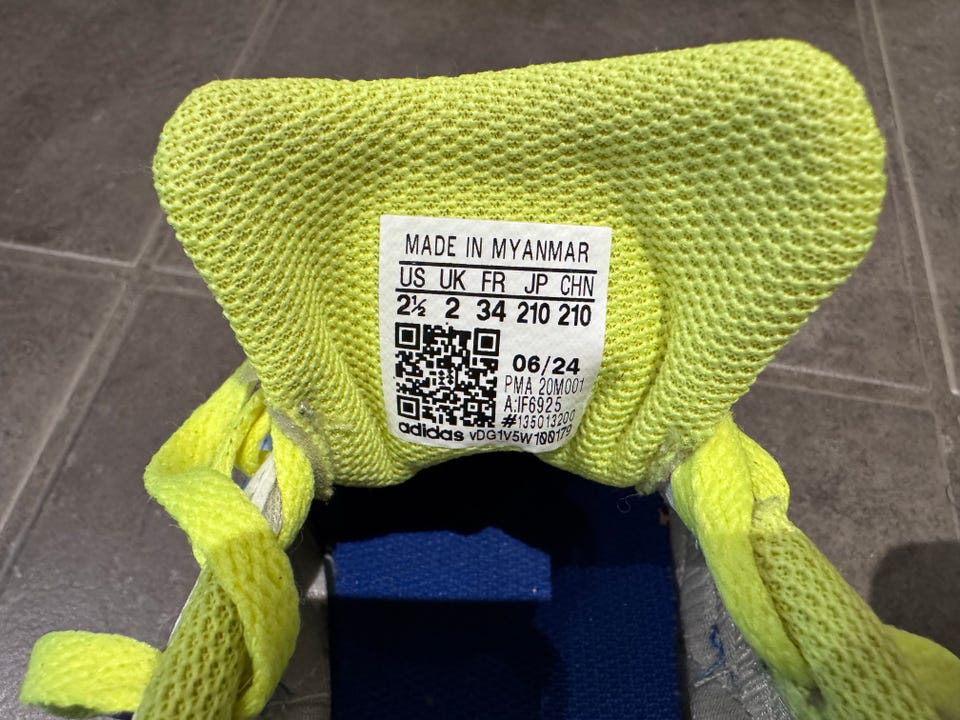 MADE IN MYANMAR
US UK FR JP CHN
2½ 2 34 210 210
06/24
PMA 20M001
A:IF6925
#135013200
adidas vDG1V5W100179